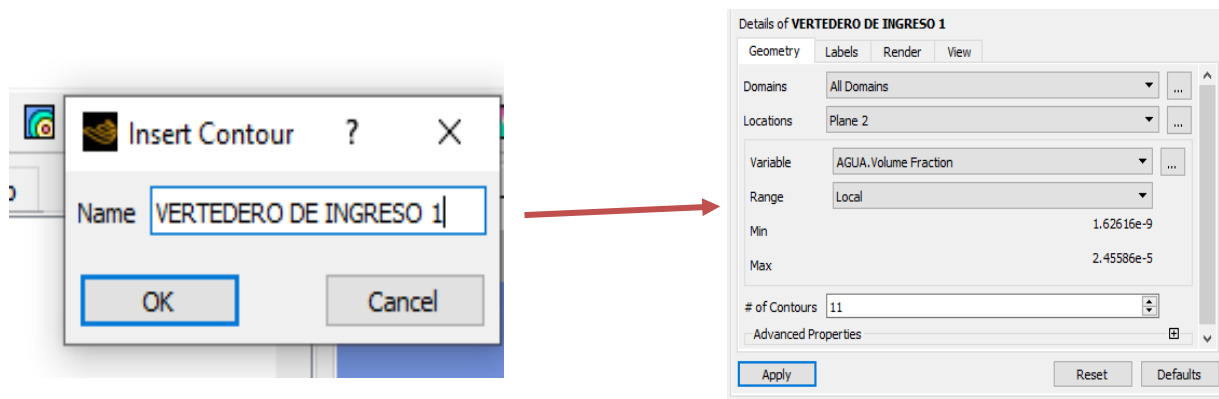 Insert Contour ? X
Name VERTEDERO DE INGRESO 1
OK Cancel
Details of VERTEDERO DE INGRESO 1
Geometry Labels Render View
Domains All Domains ...
Locations Plane 2 ...
Variable AGUA.Volume Fraction ...
Range Local
Min 1.62616e-9
Max 2.45586e-5
# of Contours 11
Advanced Properties
Apply Reset Defaults